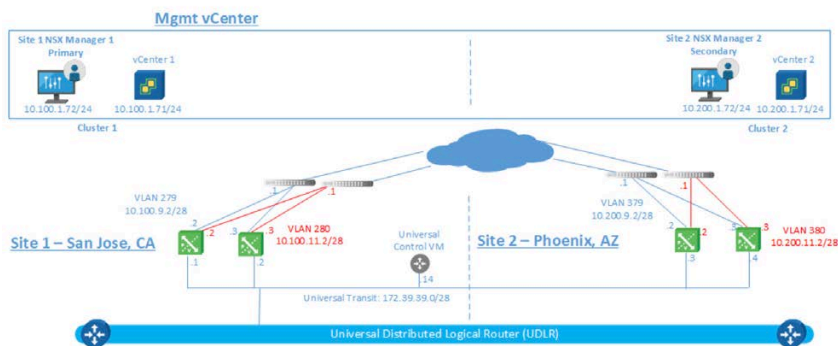 Mgmt vCenter
Site 1 NSX Manager 1
Primary
vCenter 1
10.100.1.72/24
10.100.1.71/24
Site 2 NSX Manager 2
Secondary
vCenter 2
10.200.1.72/24
10.200.1.71/24
Cluster 1
Cluster 2
.1
.1
.1
.1
VLAN 279
10.100.9.2/28
VLAN 379
10.200.9.2/28
.2
.2
.3
.3
VLAN 280
10.100.11.2/28
.2
.2
.3
.3
VLAN 380
10.200.11.2/28
Site 1 – San Jose, CA
Universal
Control VM
Site 2 – Phoenix, AZ
.1
.2
.14
.3
.4
Universal Transit: 172.39.39.0/28
Universal Distributed Logical Router (UDLR)